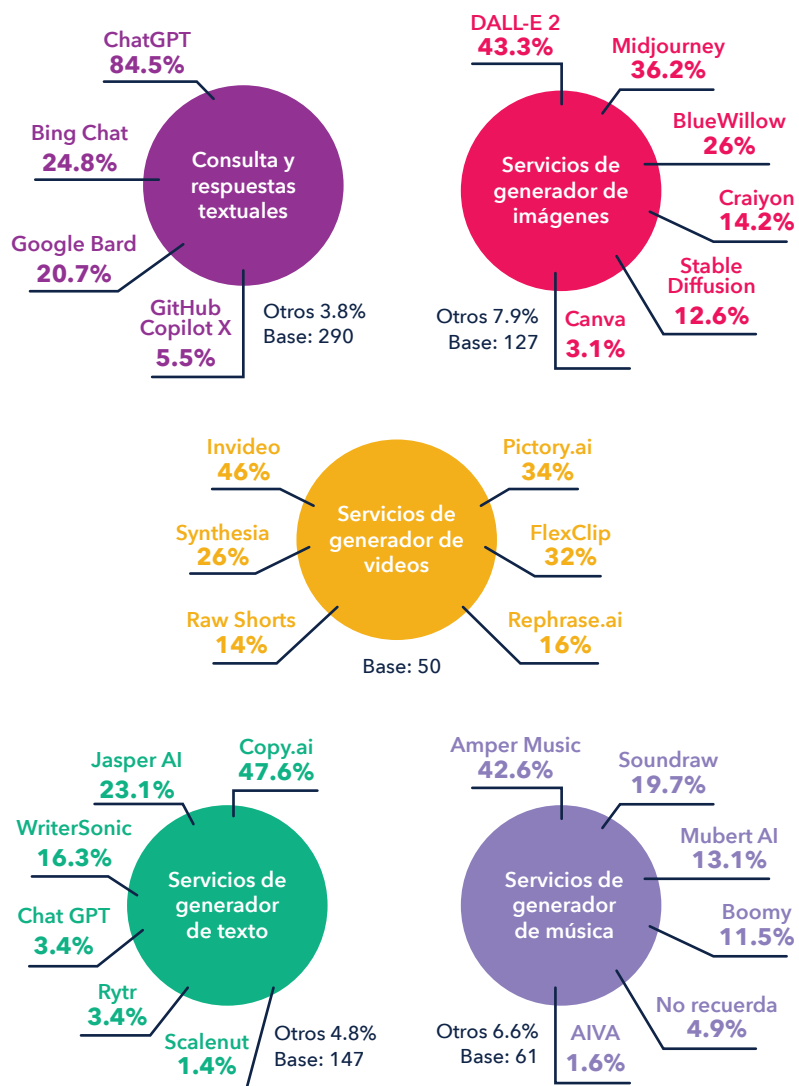 ChatGPT
84.5%
Bing Chat
24.8%
Google Bard
20.7%
GitHub
Copilot X
5.5%
Consulta y
respuestas
textuales
Otros 3.8%
Base: 290
DALL-E 2
43.3%
Midjourney
36.2%
BlueWillow
26%
Craiyon
14.2%
Stable
Diffusion
12.6%
Canva
3.1%
Servicios de
generador de
imágenes
Otros 7.9%
Base: 127
Invideo
46%
Pictory.ai
34%
Synthesia
26%
FlexClip
32%
Raw Shorts
14%
Rephrase.ai
16%
Servicios de
generador de
videos
Base: 50
Copy.ai
47.6%
Jasper AI
23.1%
WriterSonic
16.3%
Chat GPT
3.4%
Rytr
3.4%
Scalenut
1.4%
Servicios de
generador
de texto
Otros 4.8%
Base: 147
Amper Music
42.6%
Soundraw
19.7%
Mubert AI
13.1%
Boomy
11.5%
No recuerda
4.9%
AIVA
1.6%
Servicios de
generador
de música
Otros 6.6%
Base: 61